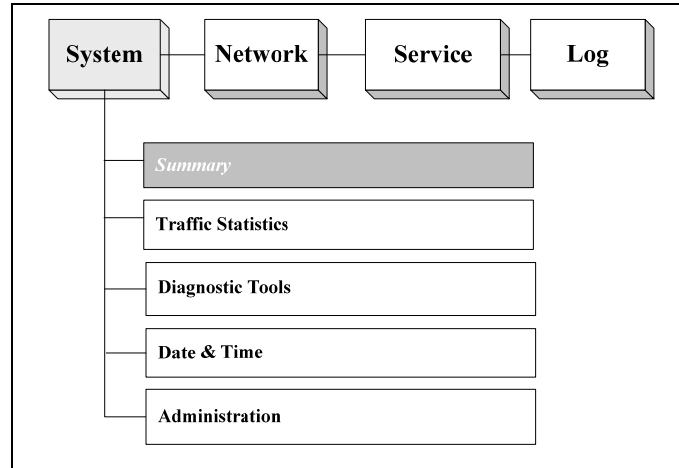 System Network Service Log
Summary
Traffic Statistics
Diagnostic Tools
Date & Time
Administration